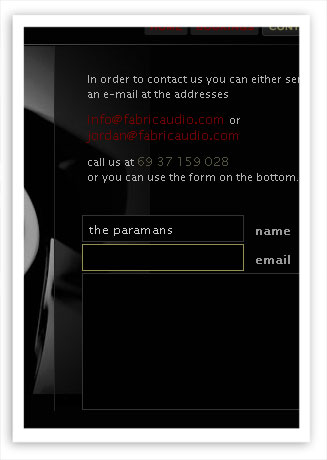 In order to contact us you can either
an e-mail at the addresses
info@fabricaudio.com or
jordan@fabricaudio.com
call us at 69 37 159 028
or you can use the form on the bottom.
the paramans
name
email